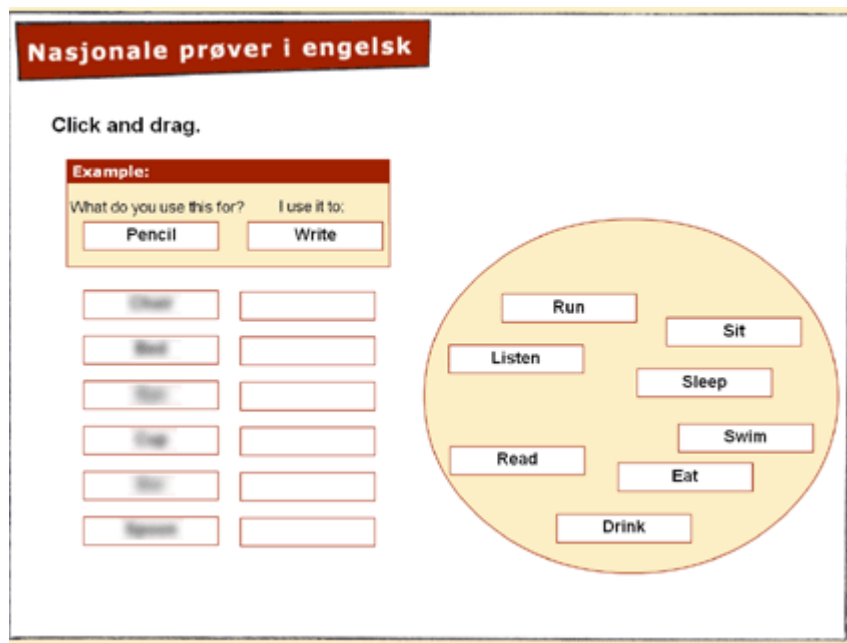 Nasjonale prøver i engelsk
Click and drag.
Example:
What do you use this for? I use it to:
Pencil Write
Run
Sit
Listen
Sleep
Swim
Read
Eat
Drink